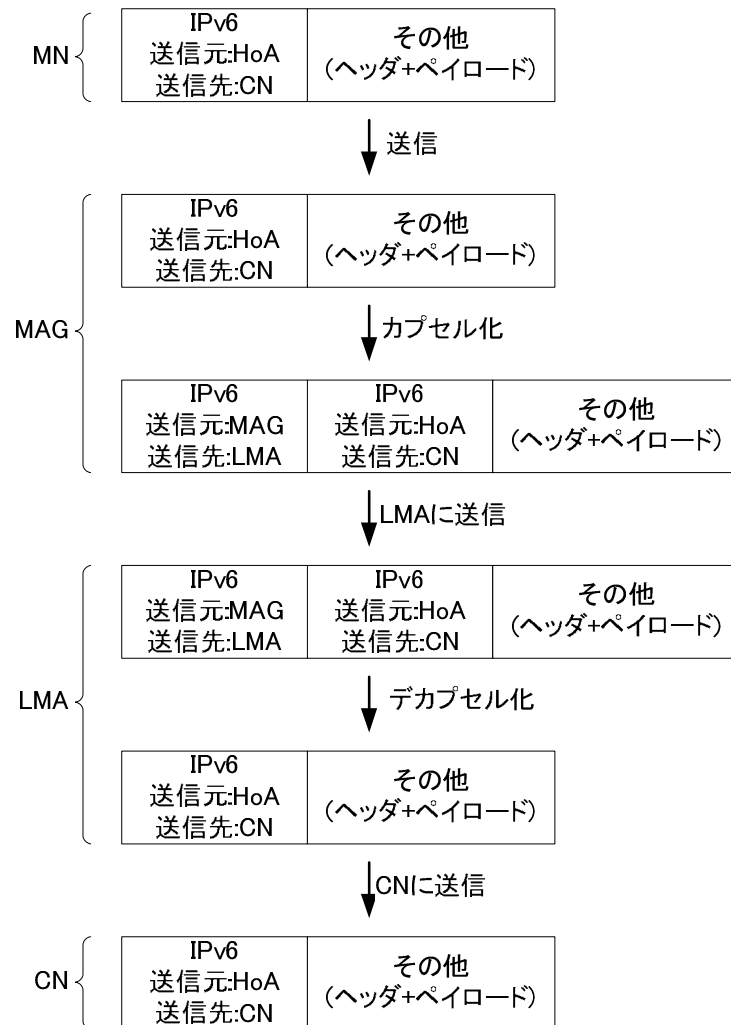 MN
IPv6
送信元:HoA
送信先:CN
その他
(ヘッダ+ペイロード)
送信
MAG
IPv6
送信元:HoA
送信先:CN
その他
(ヘッダ+ペイロード)
カプセル化
IPv6
送信元:MAG
送信先:LMA
IPv6
送信元:HoA
送信先:CN
その他
(ヘッダ+ペイロード)
LMAに送信
LMA
IPv6
送信元:MAG
送信先:LMA
IPv6
送信元:HoA
送信先:CN
その他
(ヘッダ+ペイロード)
デカプセル化
IPv6
送信元:HoA
送信先:CN
その他
(ヘッダ+ペイロード)
CNに送信
CN
IPv6
送信元:HoA
送信先:CN
その他
(ヘッダ+ペイロード)